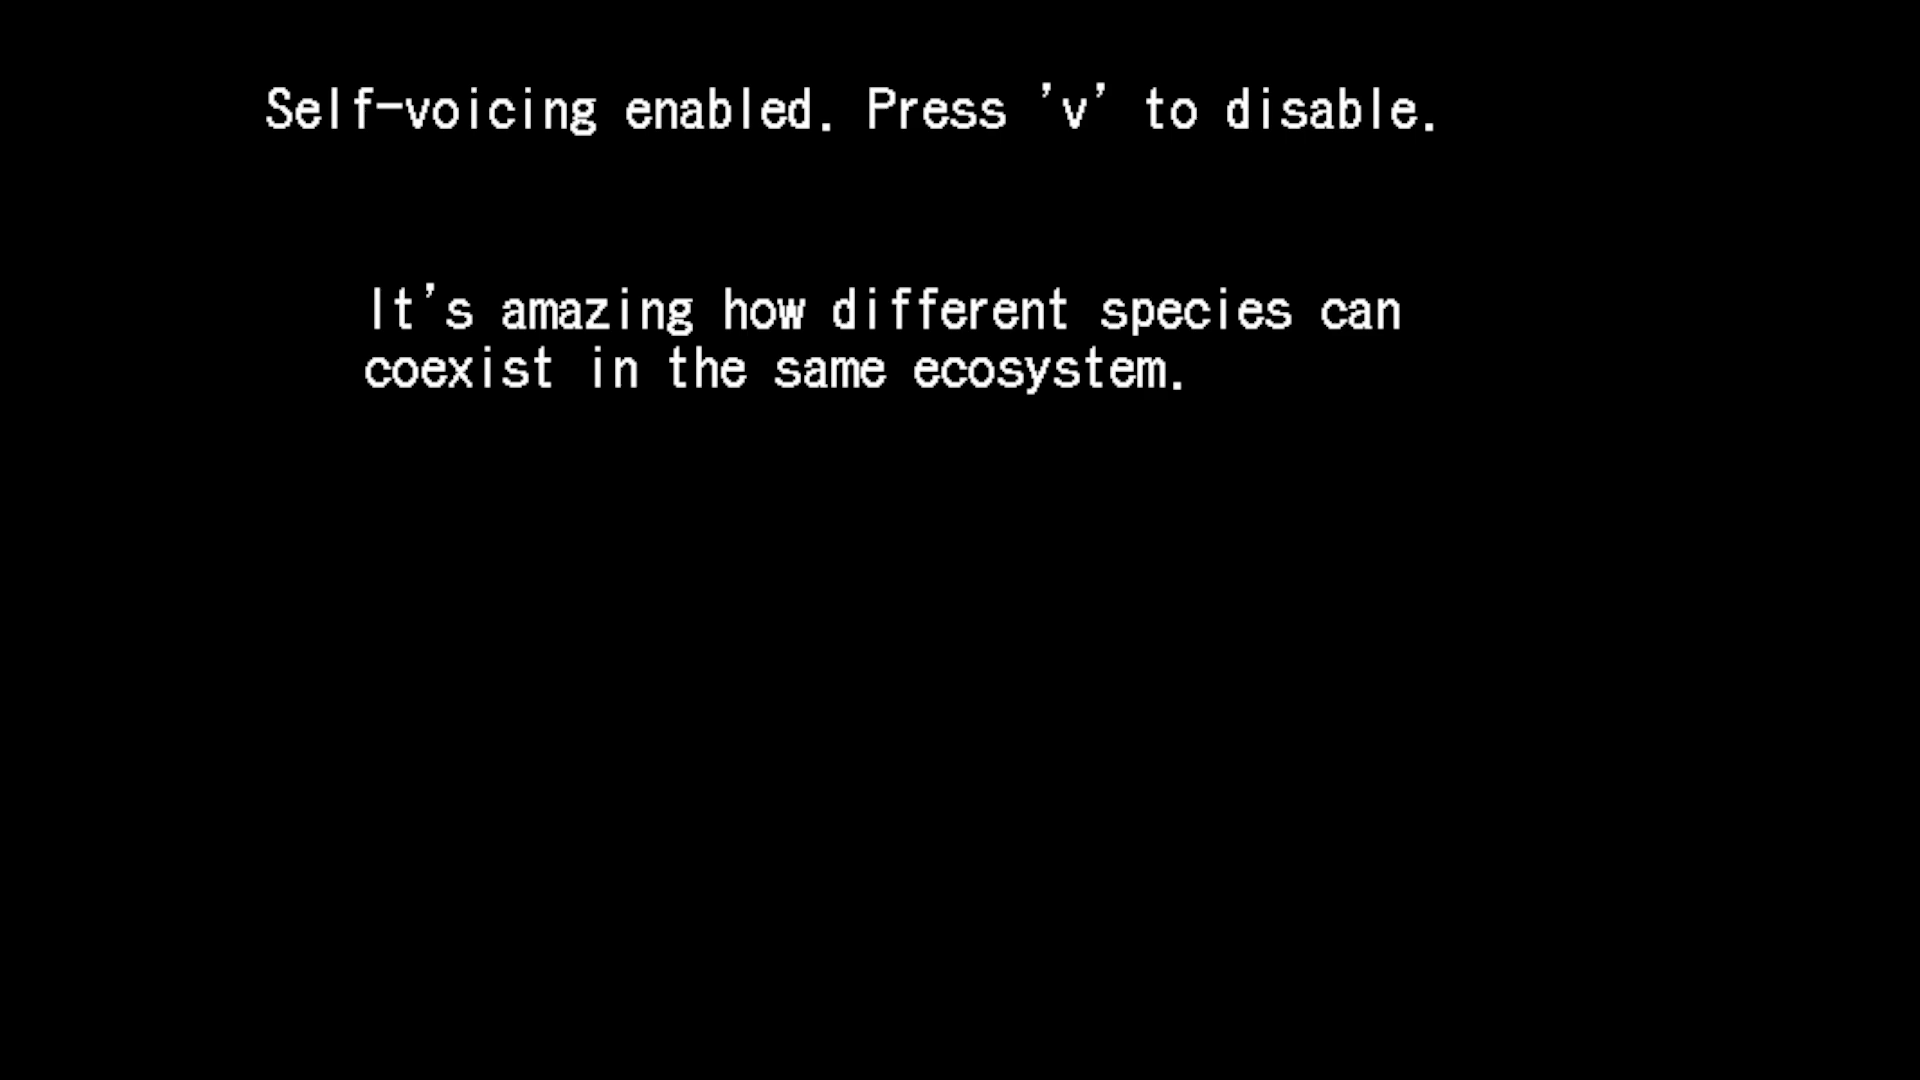 Self-voicing enabled. Press 'v' to disable.
It's amazing how different species can
coexist in the same ecosystem.